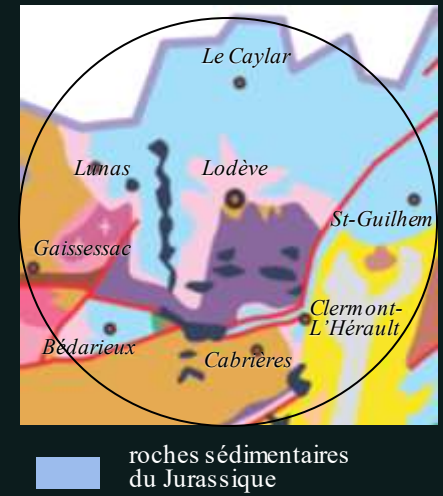 Le Caylar
Lunas
Lodève
St-Guilhem
Gaissessac
Clermont-
L'Hérault
Bédarieux
Cabrières
roches sédimentaires
du Jurassique